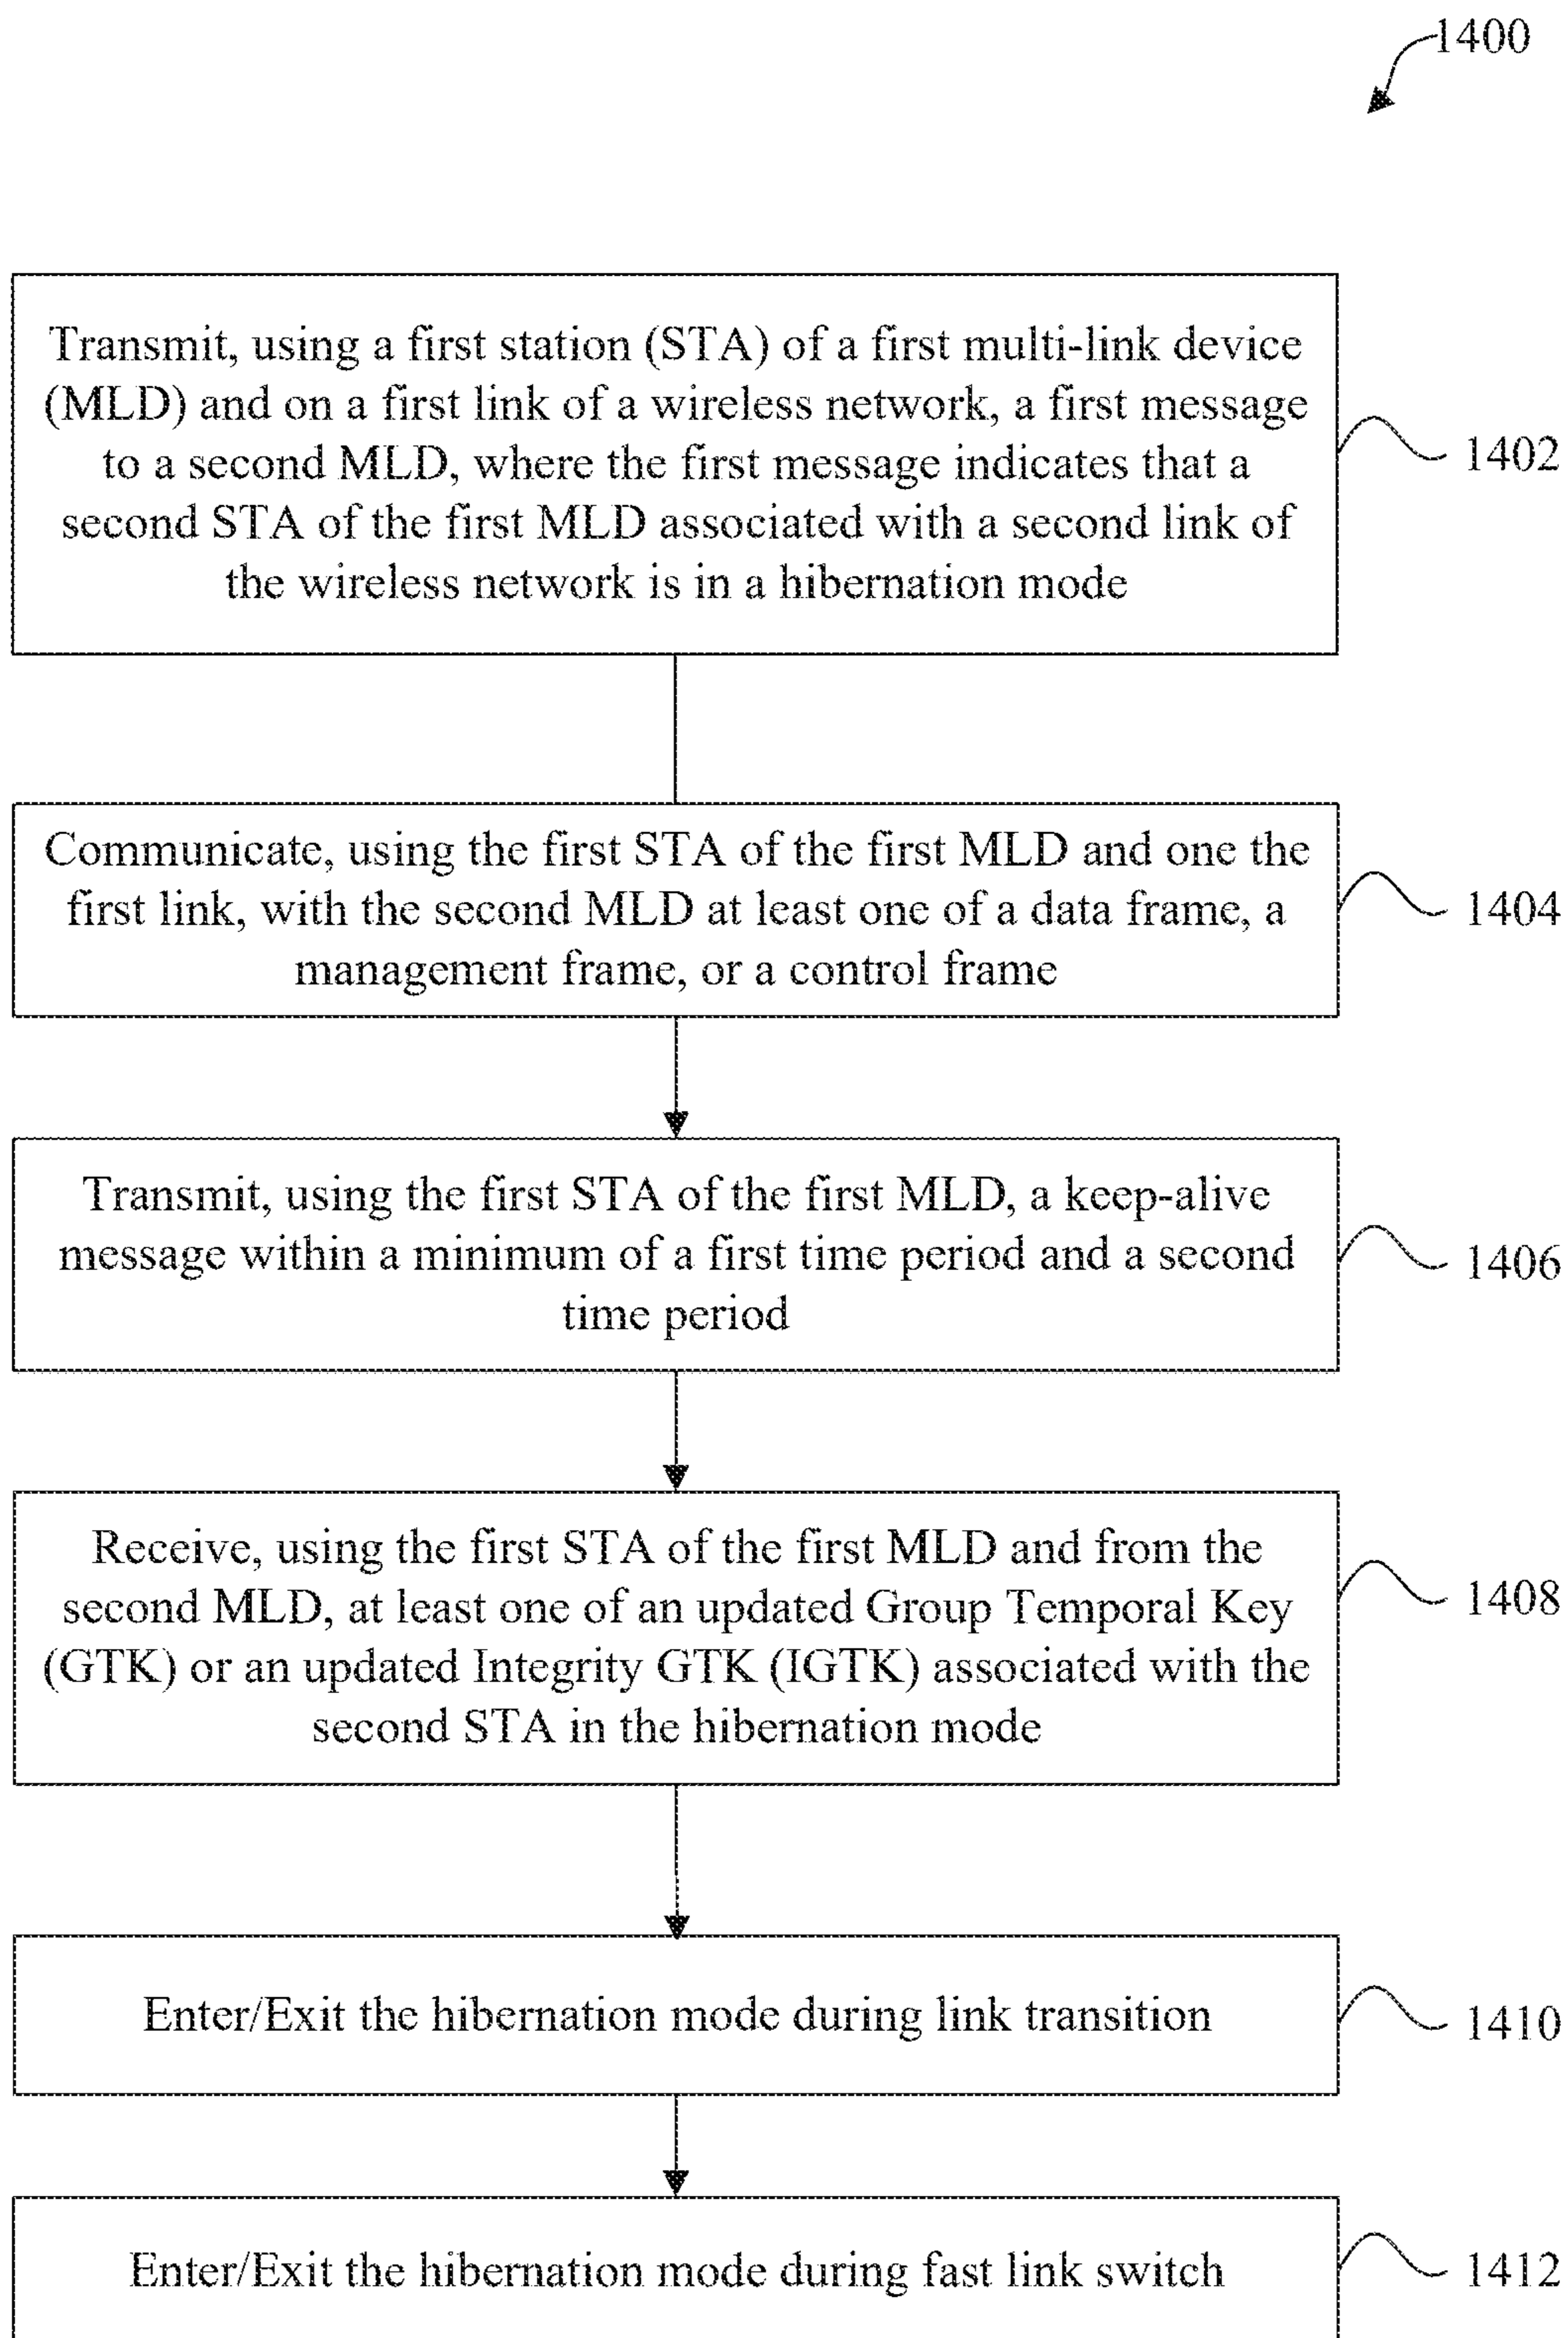 1400
Transmit, using a first station (STA) of a first multi-link device
(MLD) and on a first link of a wireless network, a first message
to a second MLD, where the first message indicates that a
second STA of the first MLD associated with a second link of
the wireless network is in a hibernation mode
1402
Communicate, using the first STA of the first MLD and one the
first link, with the second MLD at least one of a data frame, a
management frame, or a control frame
1404
Transmit, using the first STA of the first MLD, a keep-alive
message within a minimum of a first time period and a second
time period
1406
Receive, using the first STA of the first MLD and from the
second MLD, at least one of an updated Group Temporal Key
(GTK) or an updated Integrity GTK (IGTK) associated with the
second STA in the hibernation mode
1408
Enter/Exit the hibernation mode during link transition
1410
Enter/Exit the hibernation mode during fast link switch
1412